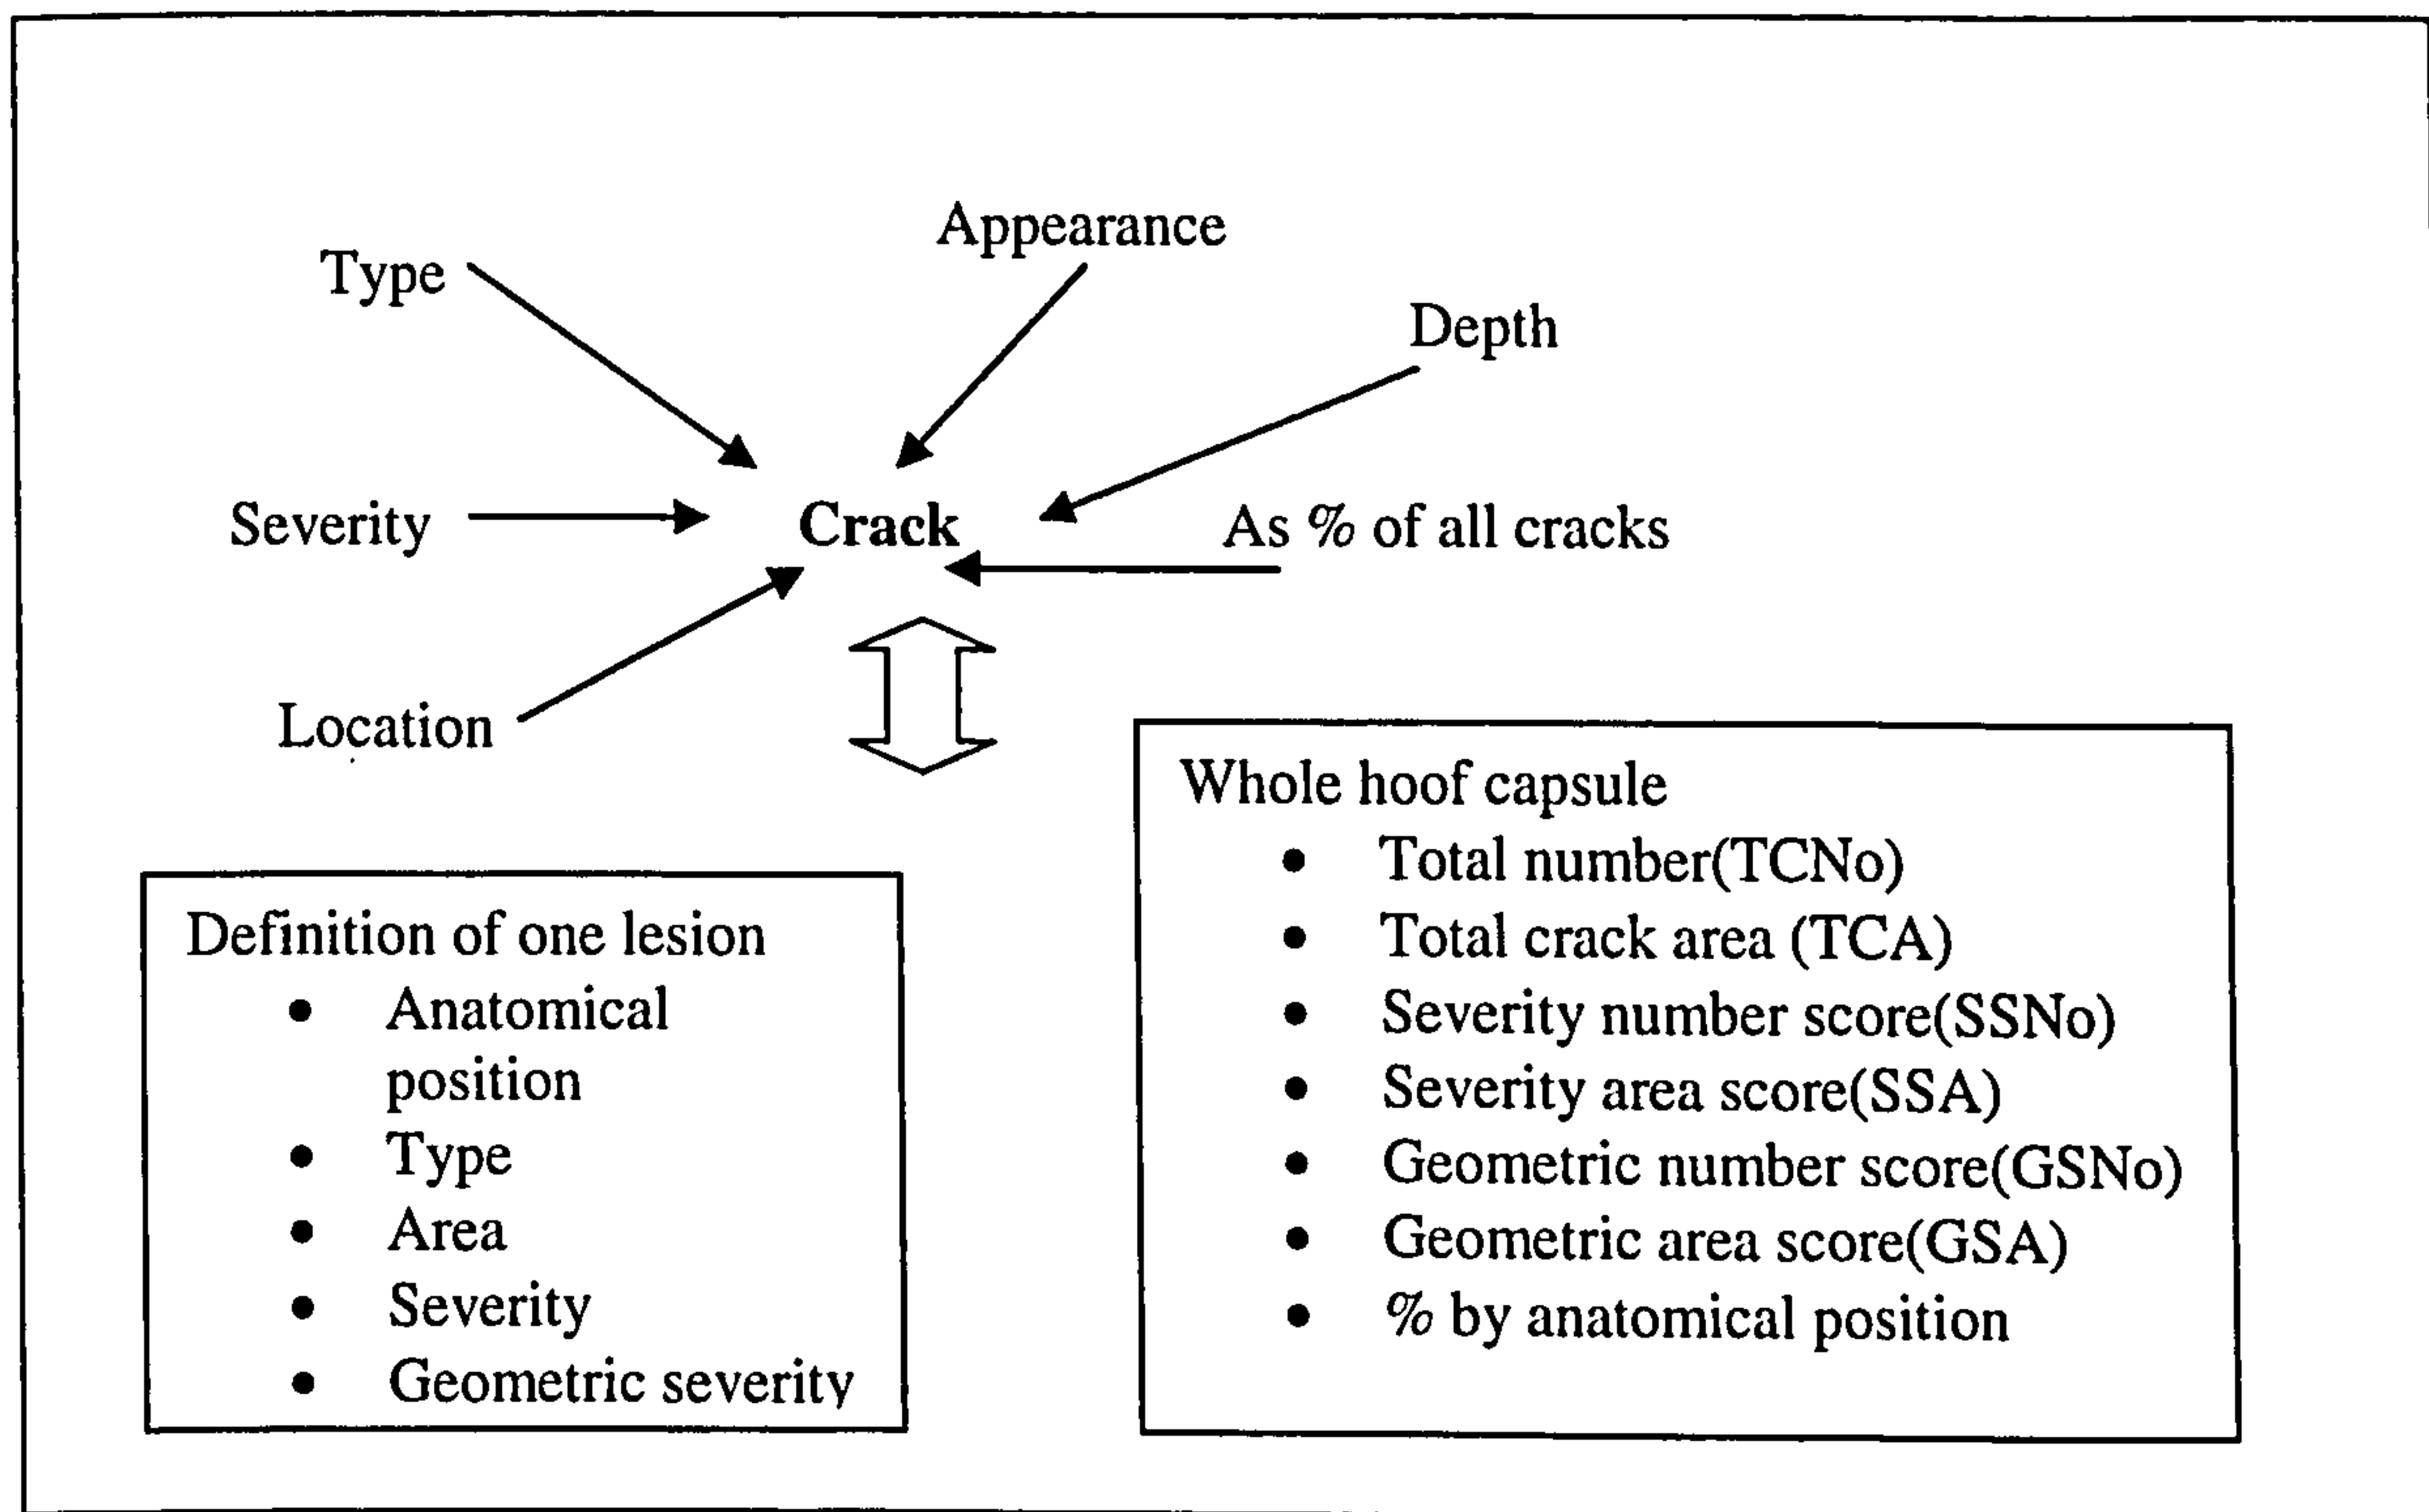 Appearance
Type
Depth
Severity
Crack
As % of all cracks
Location
Whole hoof capsule
• Total number(TCNo)
• Total crack area (TCA)
• Severity number score(SSNo)
• Severity area score(SSA)
• Geometric number score(GSNo)
• Geometric area score(GSA)
• % by anatomical position
Definition of one lesion
• Anatomical
position
• Type
• Area
• Severity
• Geometric severity